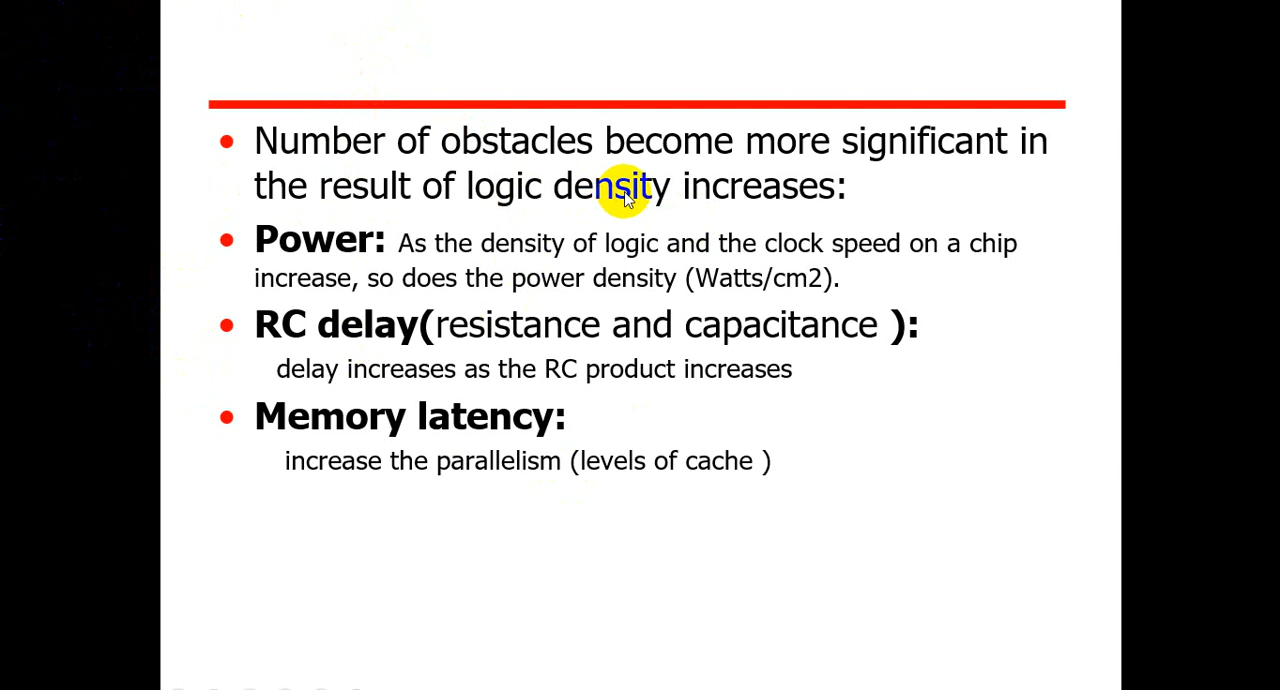 • Number of obstacles become more significant in
the result of logic density increases:
• Power: As the density of logic and the clock speed on a chip
increase, so does the power density (Watts/cm2).
• RC delay(resistance and capacitance ):
delay increases as the RC product increases
• Memory latency:
increase the parallelism (levels of cache )